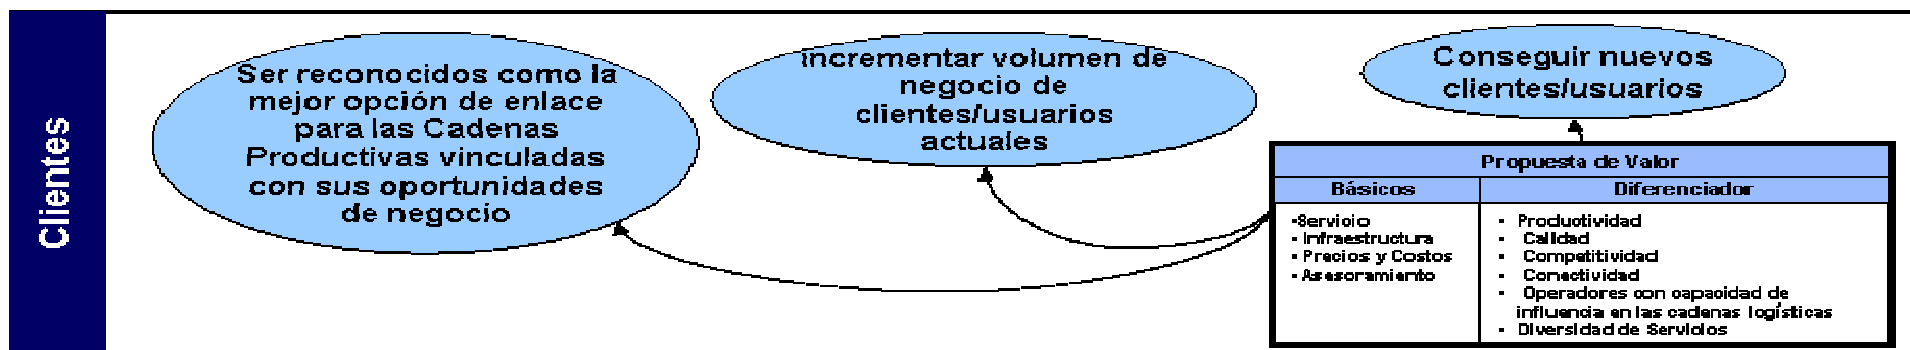 Clientes
Ser reconocidos como la
mejor opción de enlace
para las Cadenas
Productivas vinculadas
con sus oportunidades
de negocio
Incrementar volumen de
negocio de
clientes/usuarios
actuales
Conseguir nuevos
clientes/usuarios
Propuesta de Valor
Básicos
Diferenciador
•Servicio
• Infraestructura
• Precios y Costos
• Asesoramiento
• Productividad
• Calidad
• Competitividad
• Conectividad
• Operadores con capacidad de
influencia en las cadenas logísticas
• Diversidad de Servicios